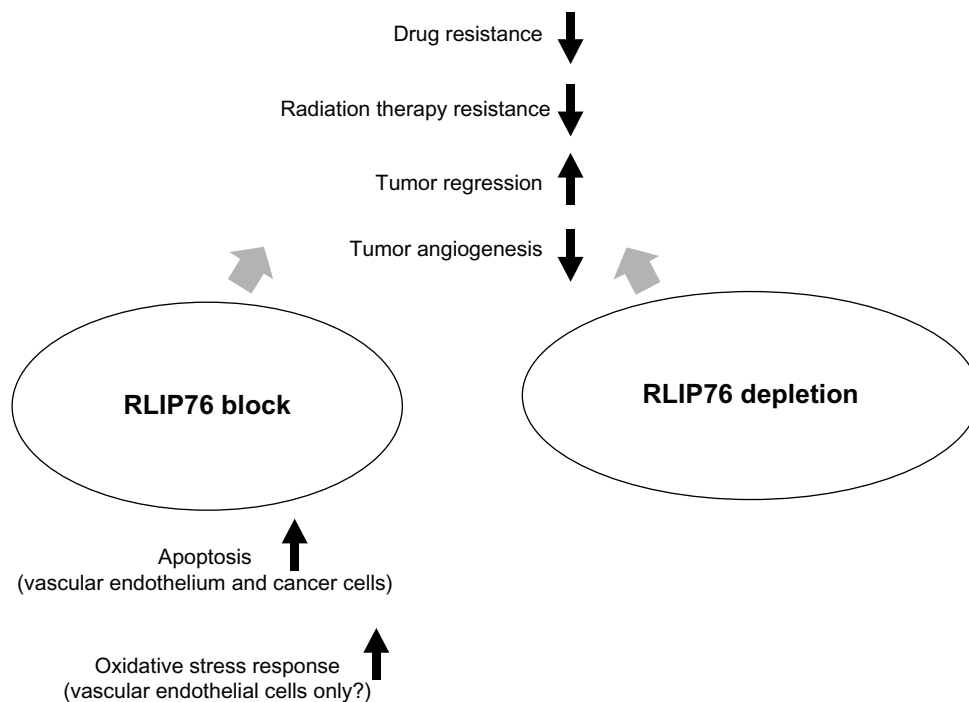 Drug resistance
Radiation therapy resistance
Tumor regression
Tumor angiogenesis
RLIP76 block
RLIP76 depletion
Apoptosis
(vascular endothelium and cancer cells)
Oxidative stress response
(vascular endothelial cells only?)